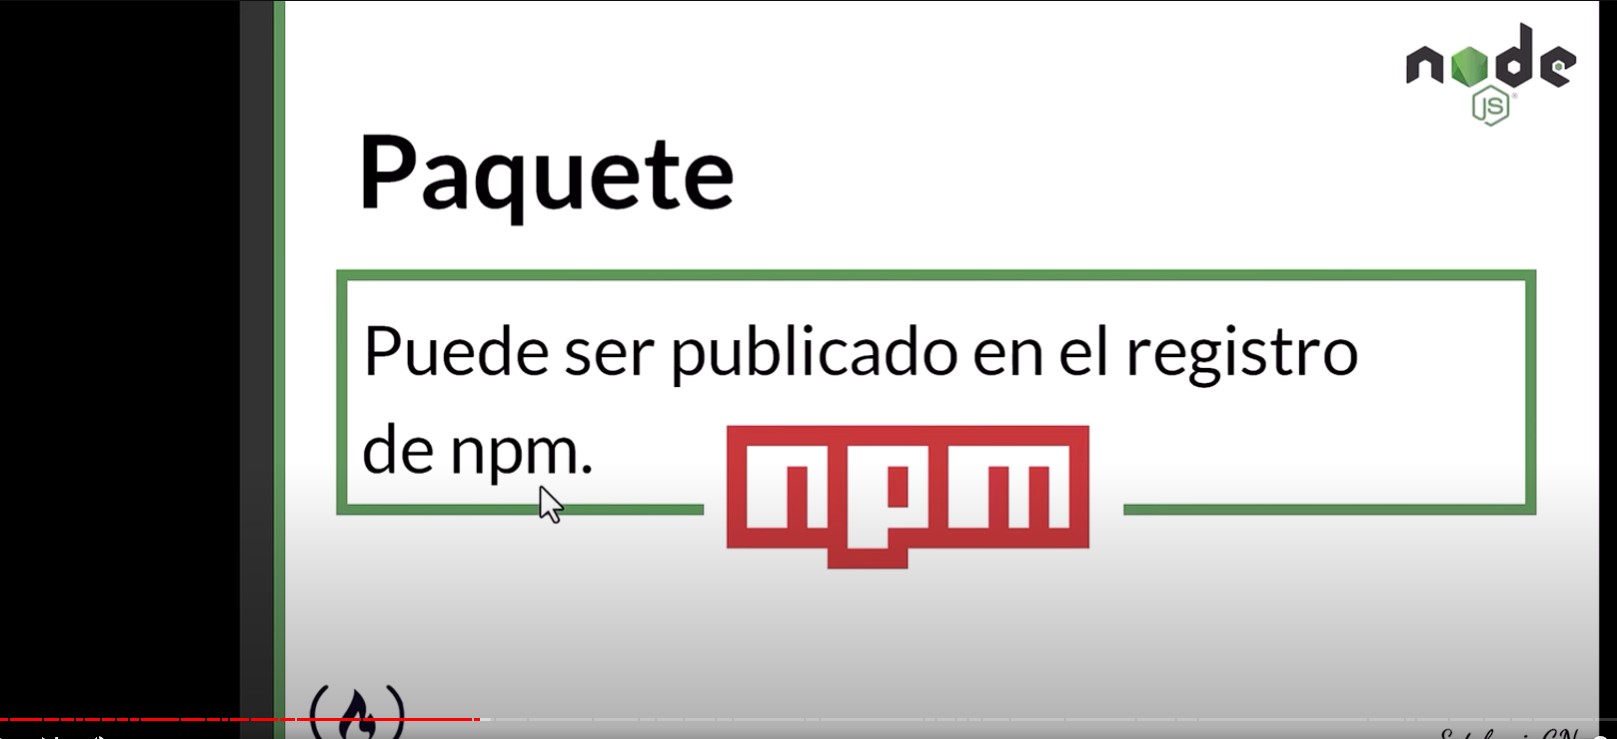 node
JS
Paquete
Puede ser publicado en el registro
de npm.
npm